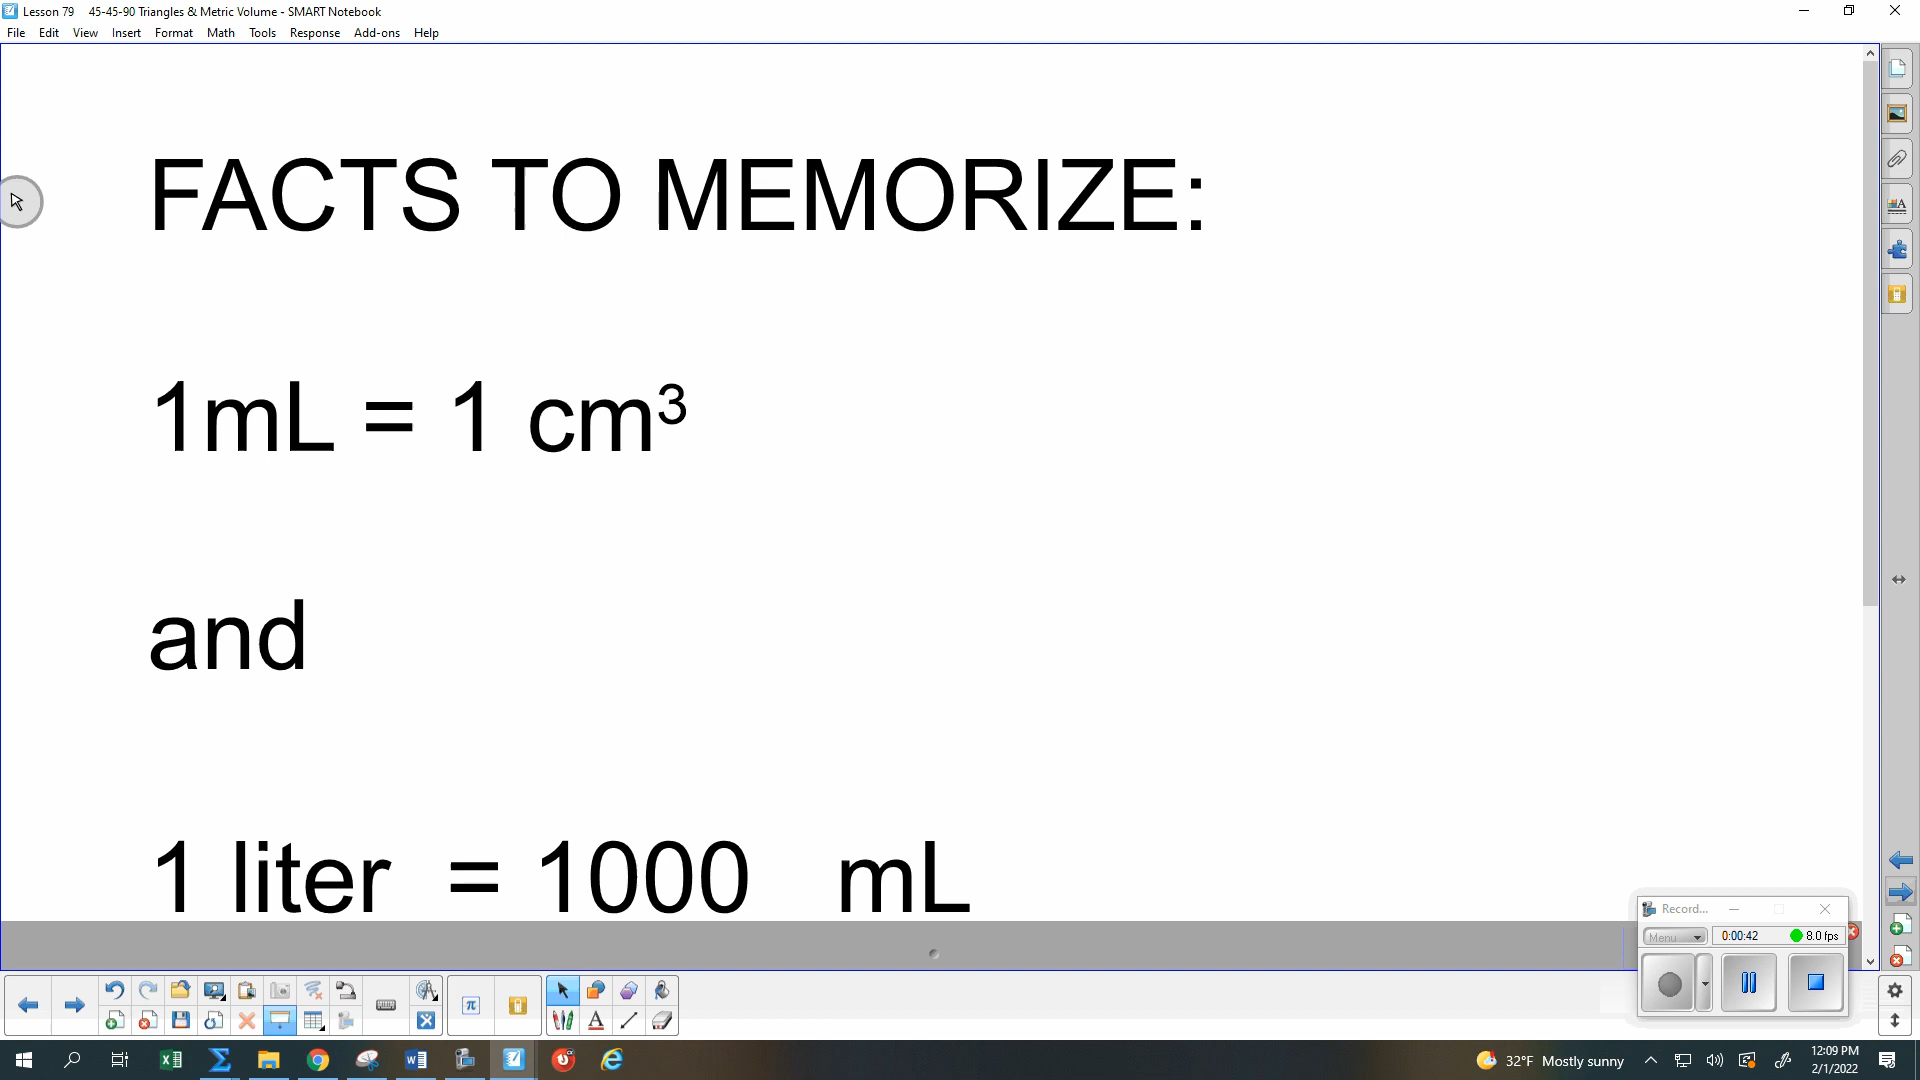 Lesson 79 45-45-90 Triangles & Metric Volume - SMART Notebook
File Edit View Insert Format Math Tools Response Add-ons Help
FACTS TO MEMORIZE:
1mL = 1 cm³
and
1 liter = 1000 mL
Record...
Menu 0:00:42 8.0 fps
32°F Mostly sunny
12:09 PM
2/1/2022